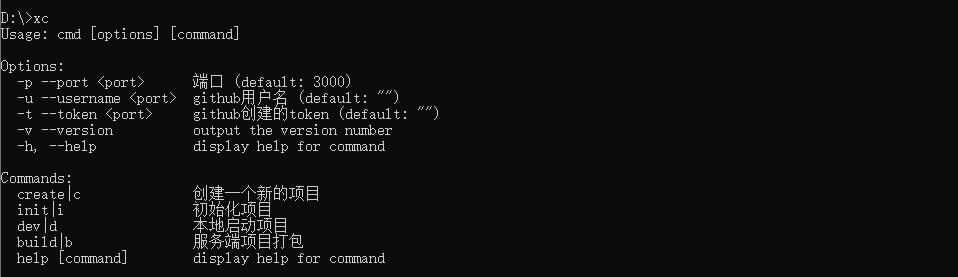 D:\>xc
Usage: cmd [options] [command]
Options:
-p --port <port> 端口 (default: 3000)
-u --username <port> github用户名 (default: "")
-t --token <port> github创建的token (default: "")
-v --version output the version number
-h, --help display help for command
Commands:
create|c 创建一个新的项目
init|i 初始化项目
dev|d 本地启动项目
build|b 服务端项目打包
help [command] display help for command